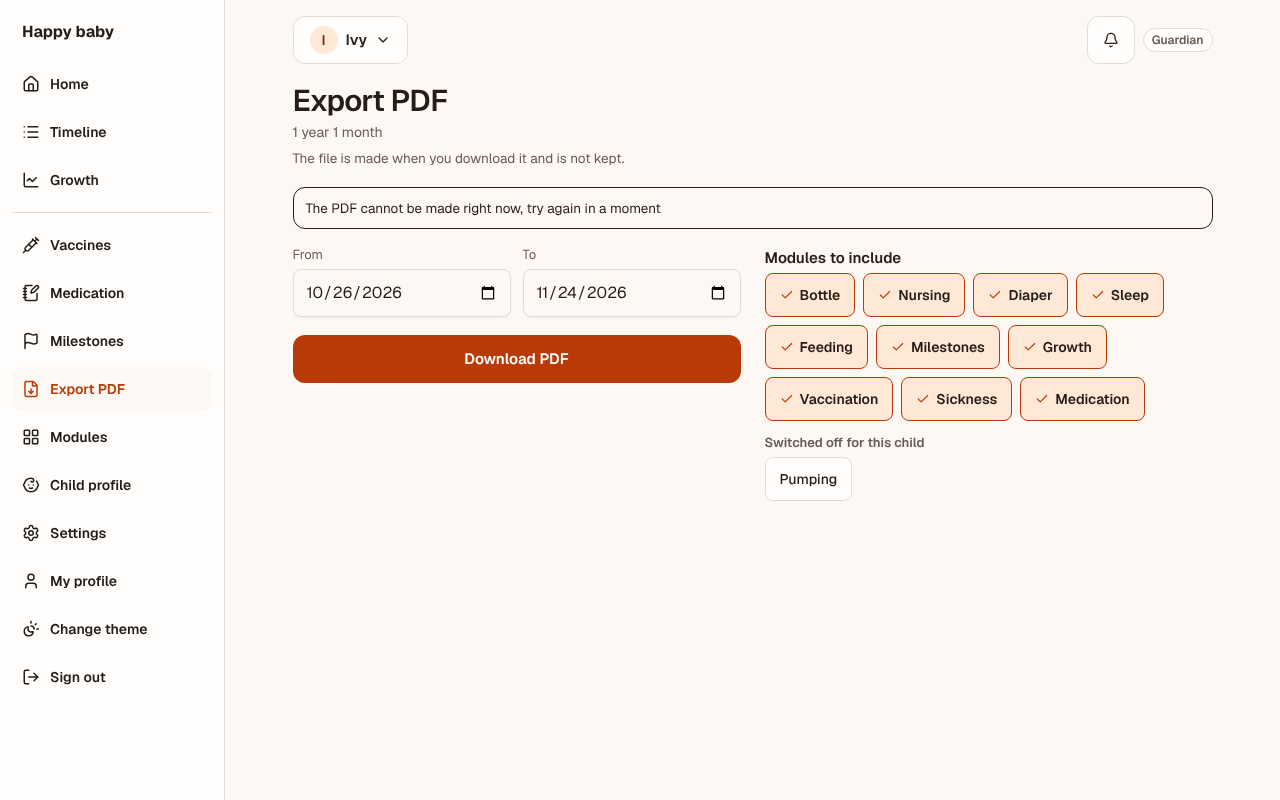 Happy baby
Home
Timeline
Growth
Vaccines
Medication
Milestones
Export PDF
Modules
Child profile
Settings
My profile
Change theme
Sign out
I Ivy
Guardian
Export PDF
1 year 1 month
The file is made when you download it and is not kept.
The PDF cannot be made right now, try again in a moment
From
To
10/26/2026
11/24/2026
Download PDF
Modules to include
Bottle
Nursing
Diaper
Sleep
Feeding
Milestones
Growth
Vaccination
Sickness
Medication
Switched off for this child
Pumping